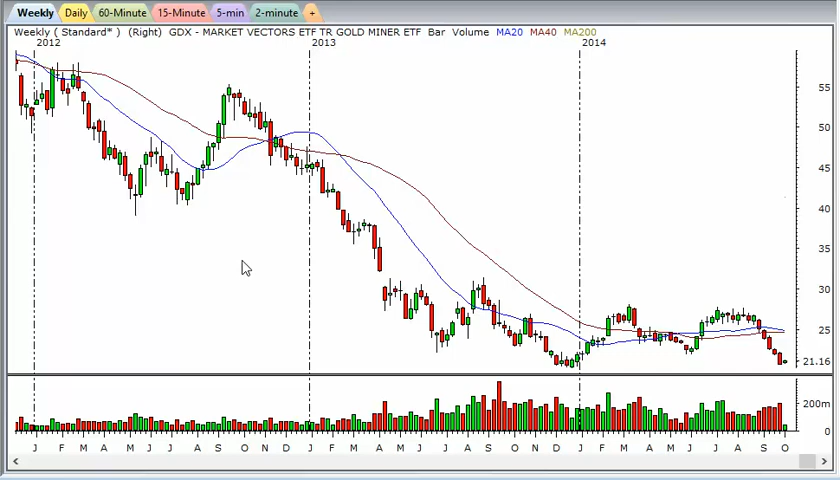 Weekly Daily 60-Minute 15-Minute 5-min 2-minute +
Weekly ( Standard* ) (Right) GDX - MARKET VECTORS ETF TR GOLD MINER ETF Bar Volume MA20 MA40 MA200
2012 2013 2014
55
50
45
40
35
30
25
21.16
200m
0
J F M A M J J A S O N D J F M A M J J A S O N D J F M A M J J A S O